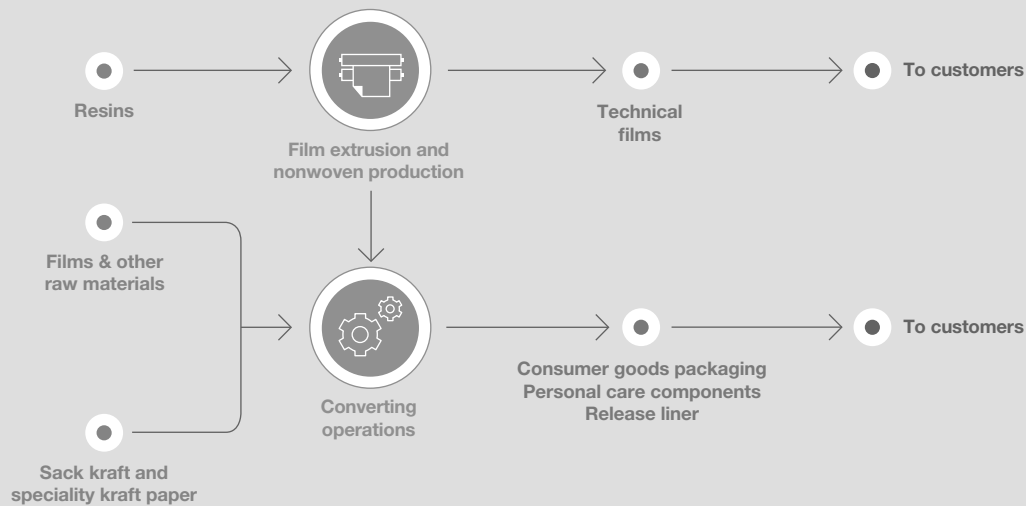 Resins
Film extrusion and
nonwoven production
Technical
films
To customers
Films & other
raw materials
Sack kraft and
speciality kraft paper
Converting
operations
Consumer goods packaging
Personal care components
Release liner
To customers